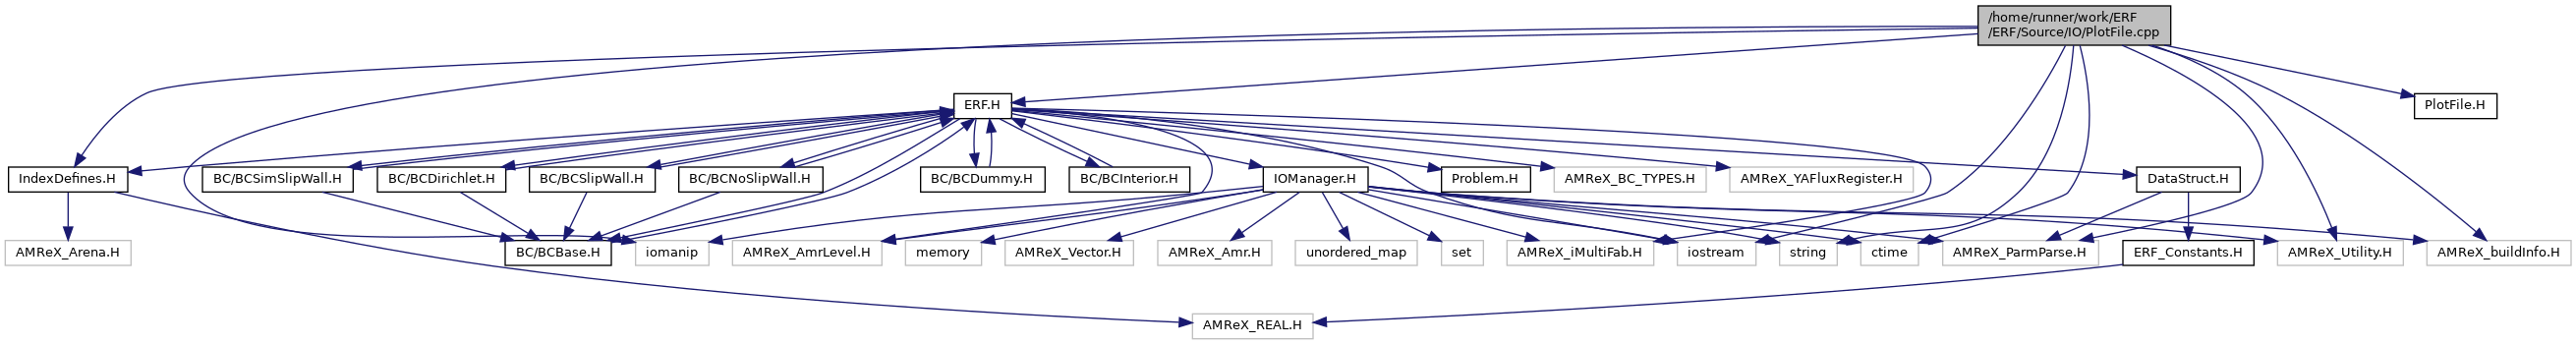 /home/runner/work/ERF
/ERF/Source/IO/PlotFile.cpp
ERF.H
PlotFile.H
IndexDefines.H
BC/BCSimSlipWall.H
BC/BCDirichlet.H
BC/BCSlipWall.H
BC/BCNoSlipWall.H
BC/BCDummy.H
BC/BCInterior.H
IOManager.H
Problem.H
AMReX_BC_TYPES.H
AMReX_YAFluxRegister.H
DataStruct.H
AMReX_Arena.H
BC/BCBase.H
iomanip
AMReX_AmrLevel.H
memory
AMReX_Vector.H
AMReX_Amr.H
unordered_map
set
AMReX_iMultiFab.H
iostream
string
ctime
AMReX_ParmParse.H
ERF_Constants.H
AMReX_Utility.H
AMReX_buildInfo.H
AMReX_REAL.H